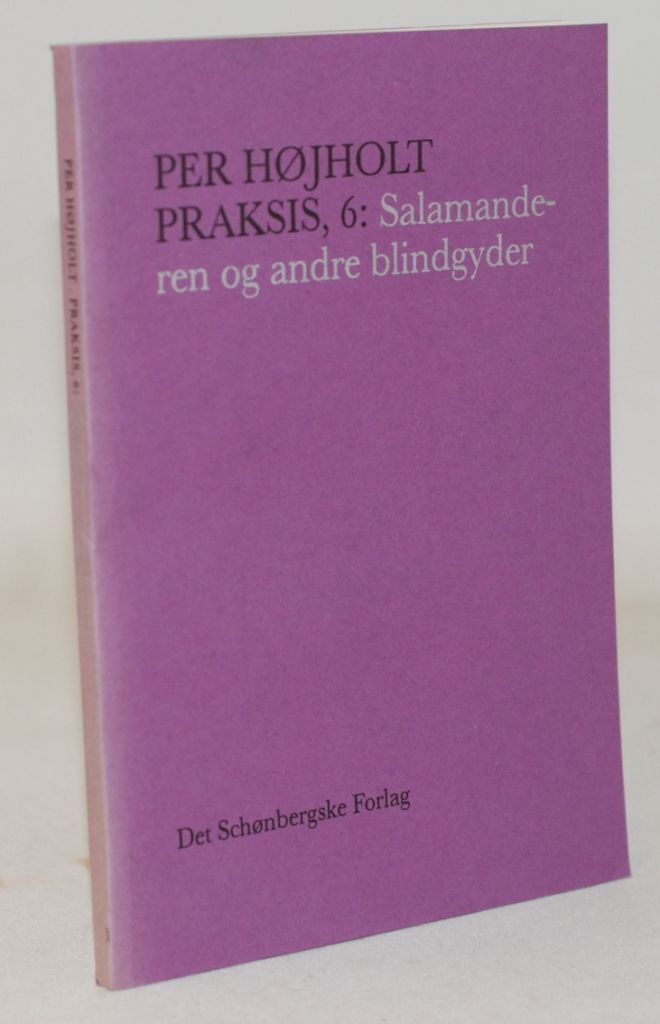 PER HØJHOLT
PRAKSIS, 6: Salamande-
ren og andre blindgyder
Det Schønbergske Forlag
PER HØJHOLT · PRAKSIS, 6: